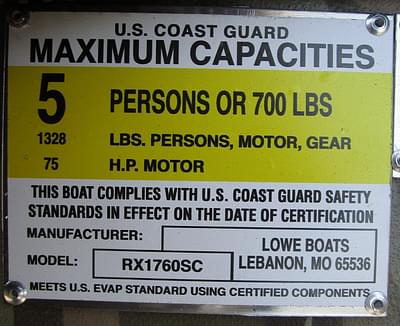 U.S. COAST GUARD
MAXIMUM CAPACITIES
5 PERSONS OR 700 LBS
1328 LBS. PERSONS, MOTOR, GEAR
75 H.P. MOTOR
THIS BOAT COMPLIES WITH U.S. COAST GUARD SAFETY
STANDARDS IN EFFECT ON THE DATE OF CERTIFICATION
MANUFACTURER: LOWE BOATS
MODEL: RX1760SC LEBANON, MO 65536
MEETS U.S. EVAP STANDARD USING CERTIFIED COMPONENTS